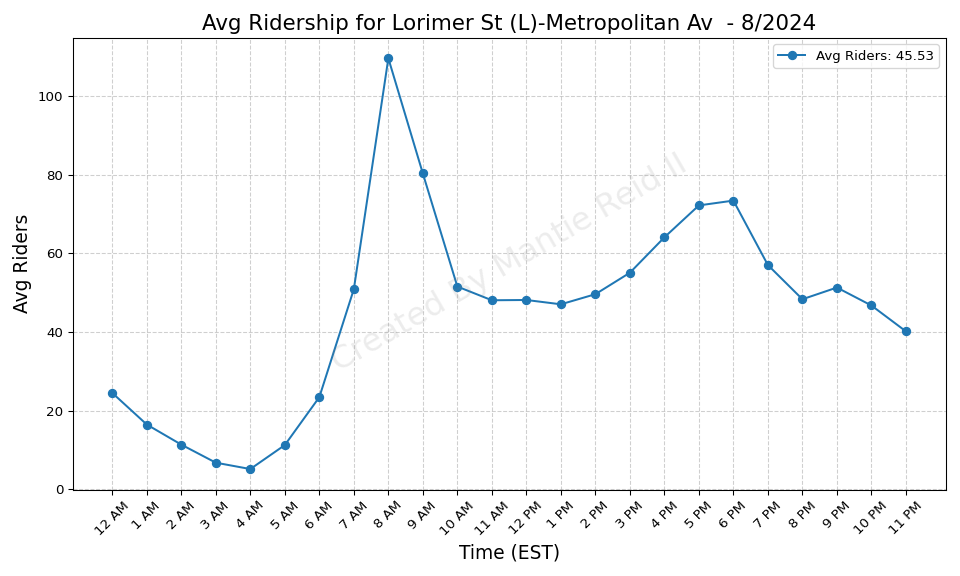 Avg Ridership for Lorimer St (L)-Metropolitan Av  - 8/2024
Avg Riders: 45.53
Avg Riders
100
80
60
40
20
0
Created By Mantie Reid II
12 AM
1 AM
2 AM
3 AM
4 AM
5 AM
6 AM
7 AM
8 AM
9 AM
10 AM
11 AM
12 PM
1 PM
2 PM
3 PM
4 PM
5 PM
6 PM
7 PM
8 PM
9 PM
10 PM
11 PM
Time (EST)